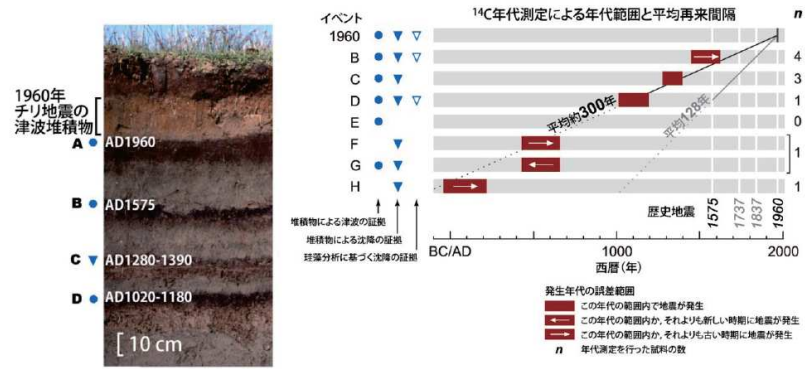 1960年
チリ地震の
津波堆積物
A AD1960
B AD1575
C AD1280-1390
D AD1020-1180
10 cm
イベント
14C年代測定による年代範囲と平均再来間隔
n
1960
B 4
C 3
D 1
E 0
F
G
1
H 1
平均約300年
平均128年
堆積物による津波の証拠
堆積物による沈降の証拠
珪藻分析に基づく沈降の証拠
歴史地震
1575
1737
1837
1960
BC/AD 1000 2000
西暦(年)
発生年代の誤差範囲
この年代の範囲内で地震が発生
この年代の範囲内か、それよりも新しい時期に地震が発生
この年代の範囲内か、それよりも古い時期に地震が発生
n 年代測定を行った試料の数